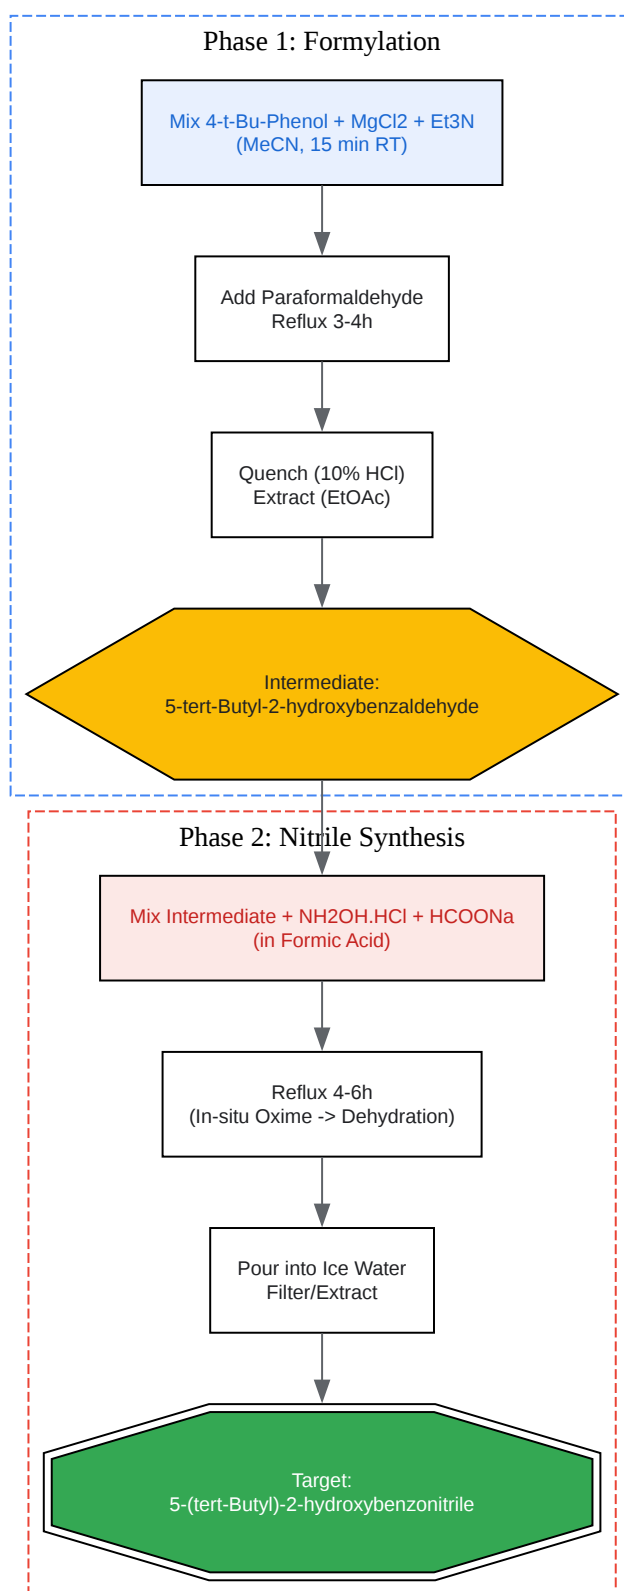 Phase 1: Formylation
Mix 4-t-Bu-Phenol + MgCl2 + Et3N
(MeCN, 15 min RT)
Add Paraformaldehyde
Reflux 3-4h
Quench (10% HCl)
Extract (EtOAc)
Intermediate:
5-tert-Butyl-2-hydroxybenzaldehyde
Phase 2: Nitrile Synthesis
Mix Intermediate + NH2OH.HCl + HCOONa
(in Formic Acid)
Reflux 4-6h
(In-situ Oxime -> Dehydration)
Pour into Ice Water
Filter/Extract
Target:
5-(tert-Butyl)-2-hydroxybenzonitrile